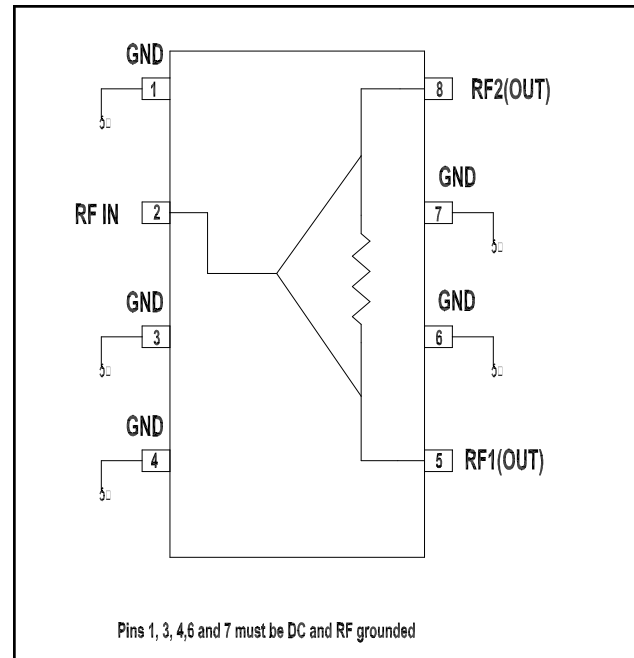 GND
1
8
RF2(OUT)
GND
RF IN
2
7
GND
GND
3
6
GND
4
5
RF1(OUT)
Pins 1, 3, 4,6 and 7 must be DC and RF grounded